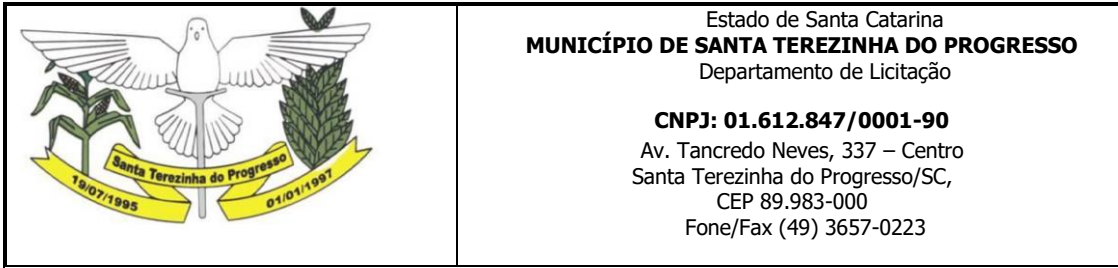 Santa Terezinha do Progresso
19/07/1995
01/01/1997
Estado de Santa Catarina
MUNICÍPIO DE SANTA TEREZINHA DO PROGRESSO
Departamento de Licitação
CNPJ: 01.612.847/0001-90
Av. Tancredo Neves, 337 – Centro
Santa Terezinha do Progresso/SC,
CEP 89.983-000
Fone/Fax (49) 3657-0223